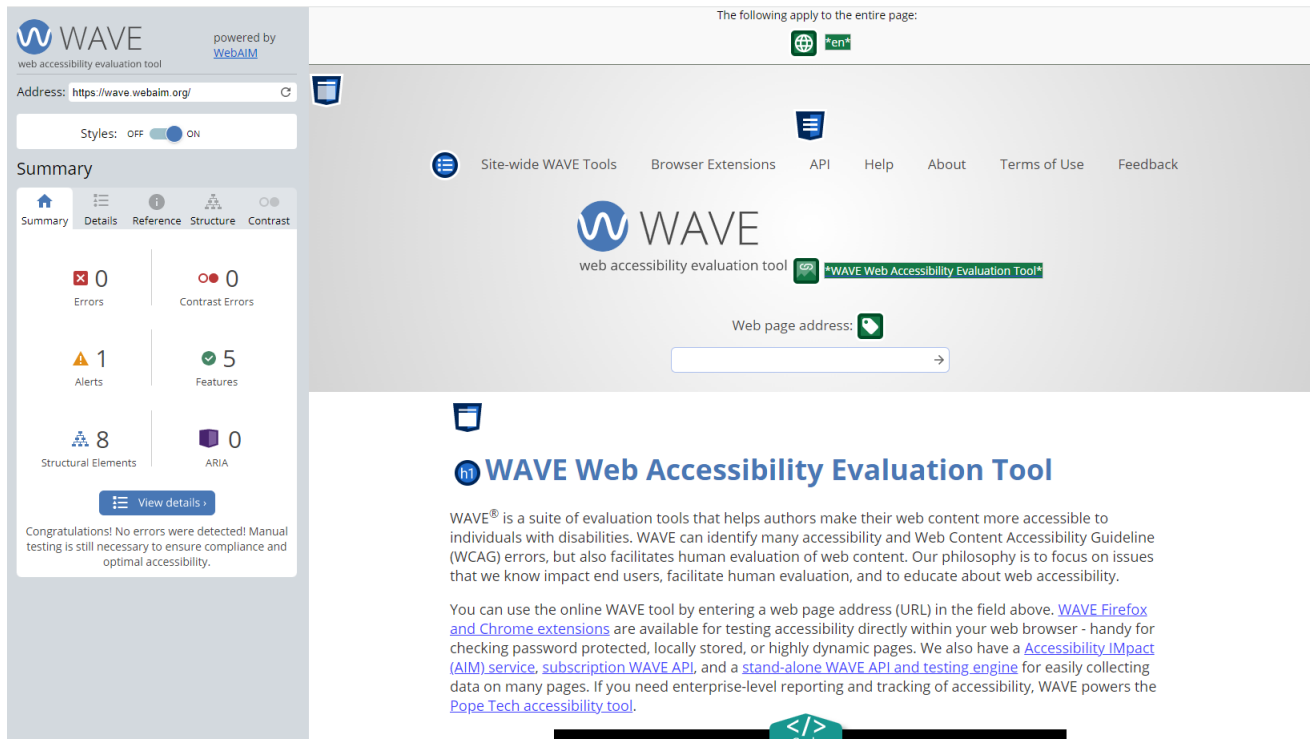 WAVE
powered by
WebAIM
web accessibility evaluation tool
Address: https://wave.webaim.org/
Styles: OFF ON
Summary
Summary Details Reference Structure Contrast
0 0
Errors Contrast Errors
1 5
Alerts Features
8 0
Structural Elements ARIA
View details ›
Congratulations! No errors were detected! Manual
testing is still necessary to ensure compliance and
optimal accessibility.
The following apply to the entire page:
*en*
Site-wide WAVE Tools Browser Extensions API Help About Terms of Use Feedback
WAVE
web accessibility evaluation tool *WAVE Web Accessibility Evaluation Tool*
Web page address:
h1 WAVE Web Accessibility Evaluation Tool
WAVE® is a suite of evaluation tools that helps authors make their web content more accessible to
individuals with disabilities. WAVE can identify many accessibility and Web Content Accessibility Guideline
(WCAG) errors, but also facilitates human evaluation of web content. Our philosophy is to focus on issues
that we know impact end users, facilitate human evaluation, and to educate about web accessibility.
You can use the online WAVE tool by entering a web page address (URL) in the field above. WAVE Firefox
and Chrome extensions are available for testing accessibility directly within your web browser - handy for
checking password protected, locally stored, or highly dynamic pages. We also have a Accessibility IMpact
(AIM) service, subscription WAVE API, and a stand-alone WAVE API and testing engine for easily collecting
data on many pages. If you need enterprise-level reporting and tracking of accessibility, WAVE powers the
Pope Tech accessibility tool.
</>